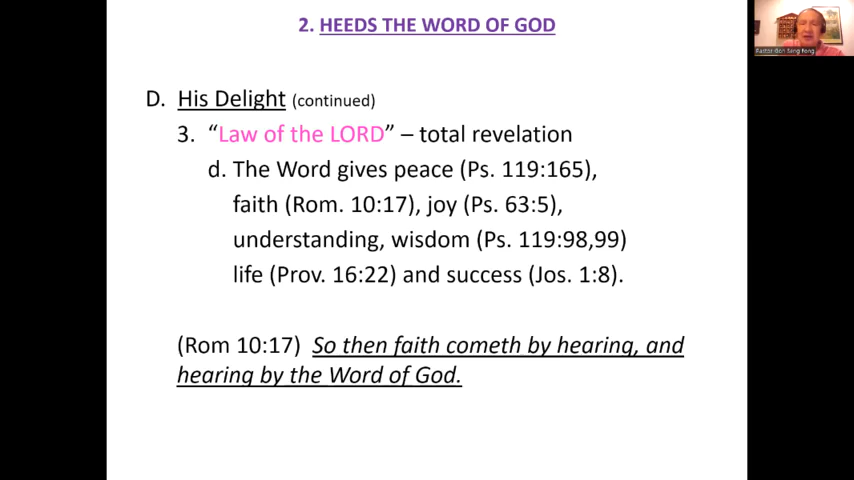 2. HEEDS THE WORD OF GOD
D. His Delight (continued)
3. “Law of the LORD” – total revelation
d. The Word gives peace (Ps. 119:165),
faith (Rom. 10:17), joy (Ps. 63:5),
understanding, wisdom (Ps. 119:98,99)
life (Prov. 16:22) and success (Jos. 1:8).
(Rom 10:17) So then faith cometh by hearing, and
hearing by the Word of God.